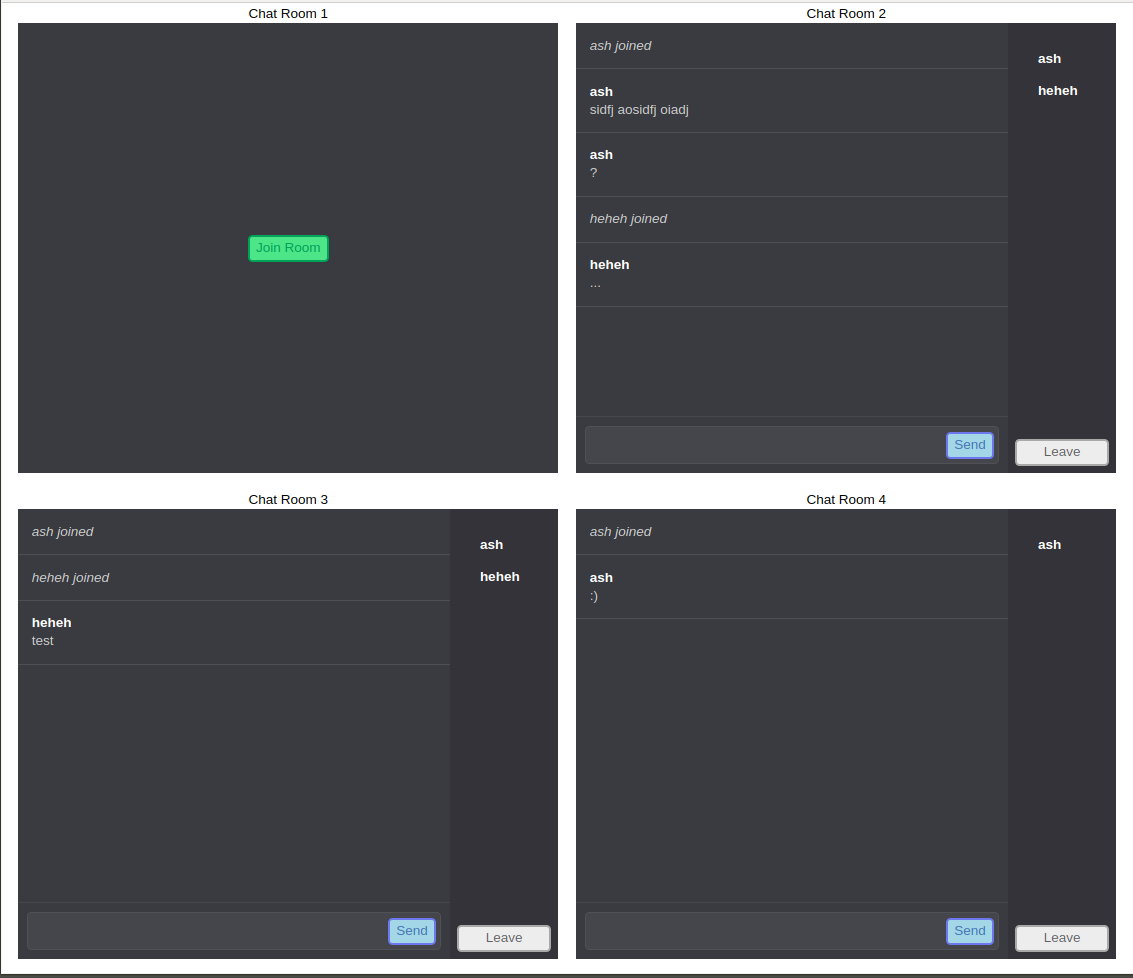 Chat Room 1
Join Room
Chat Room 2
ash joined
ash
sidfj aosidfj oiadj
ash
?
heheh joined
heheh
...
Send
ash
heheh
Leave
Chat Room 3
ash joined
heheh joined
heheh
test
Send
ash
heheh
Leave
Chat Room 4
ash joined
ash
:)
Send
ash
Leave